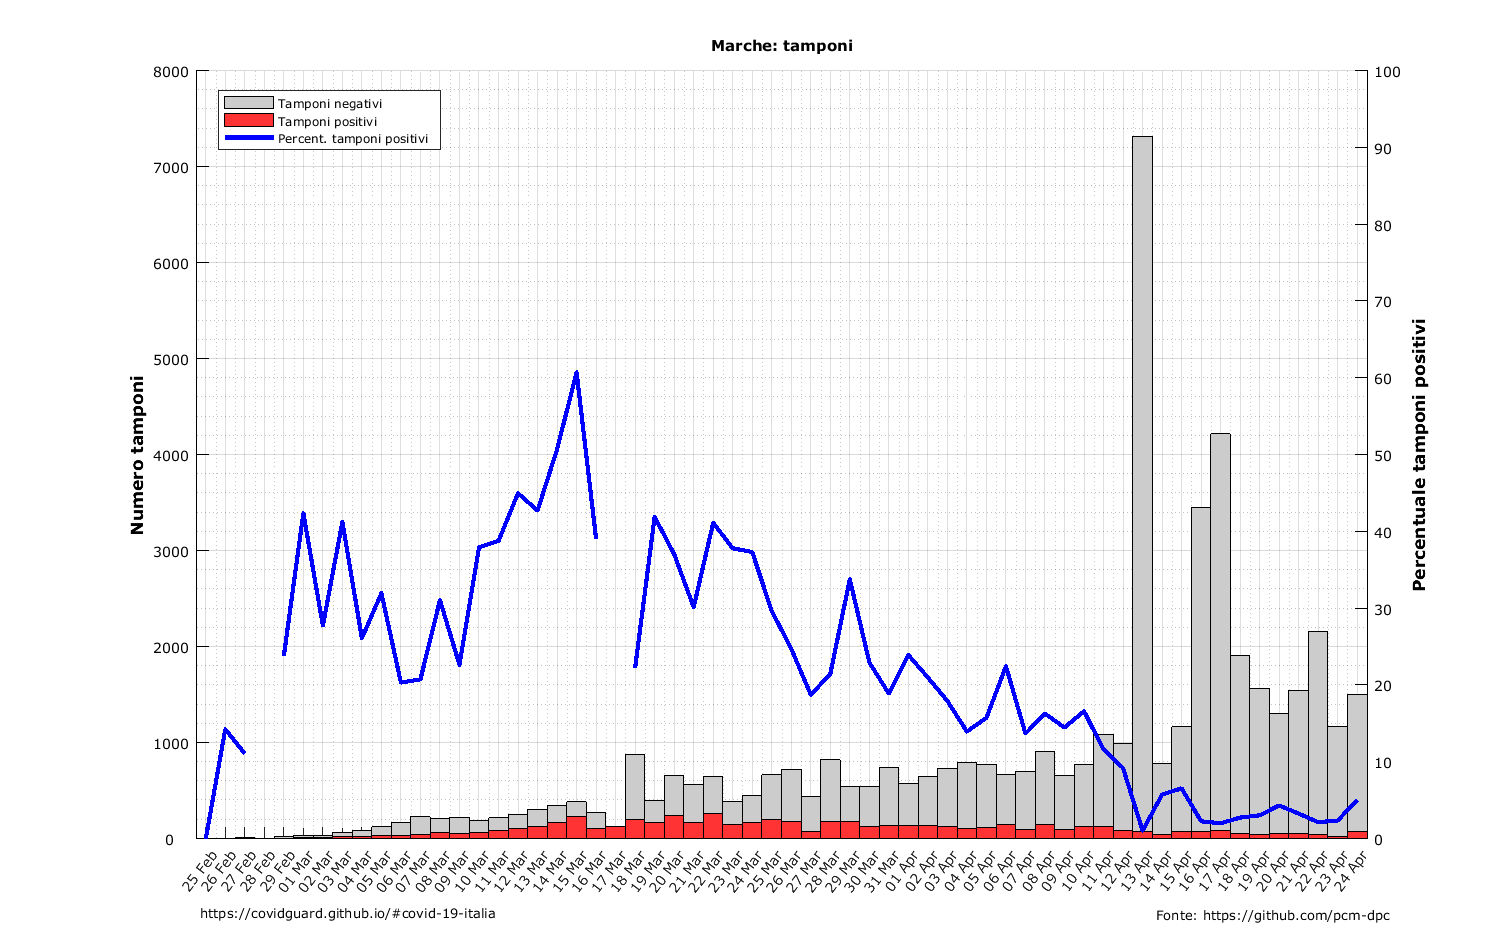 Marche: tamponi
8000
7000
6000
5000
4000
3000
2000
1000
0
Numero tamponi
Tamponi negativi
Tamponi positivi
Percent. tamponi positivi
100
90
80
70
60
50
40
30
20
10
0
Percentuale tamponi positivi
25 Feb
26 Feb
27 Feb
28 Feb
29 Feb
01 Mar
02 Mar
03 Mar
04 Mar
05 Mar
06 Mar
07 Mar
08 Mar
09 Mar
10 Mar
11 Mar
12 Mar
13 Mar
14 Mar
15 Mar
16 Mar
17 Mar
18 Mar
19 Mar
20 Mar
21 Mar
22 Mar
23 Mar
24 Mar
25 Mar
26 Mar
27 Mar
28 Mar
29 Mar
30 Mar
31 Mar
01 Apr
02 Apr
03 Apr
04 Apr
05 Apr
06 Apr
07 Apr
08 Apr
09 Apr
10 Apr
11 Apr
12 Apr
13 Apr
14 Apr
15 Apr
16 Apr
17 Apr
18 Apr
19 Apr
20 Apr
21 Apr
22 Apr
23 Apr
24 Apr
https://covidguard.github.io/#covid-19-italia
Fonte: https://github.com/pcm-dpc